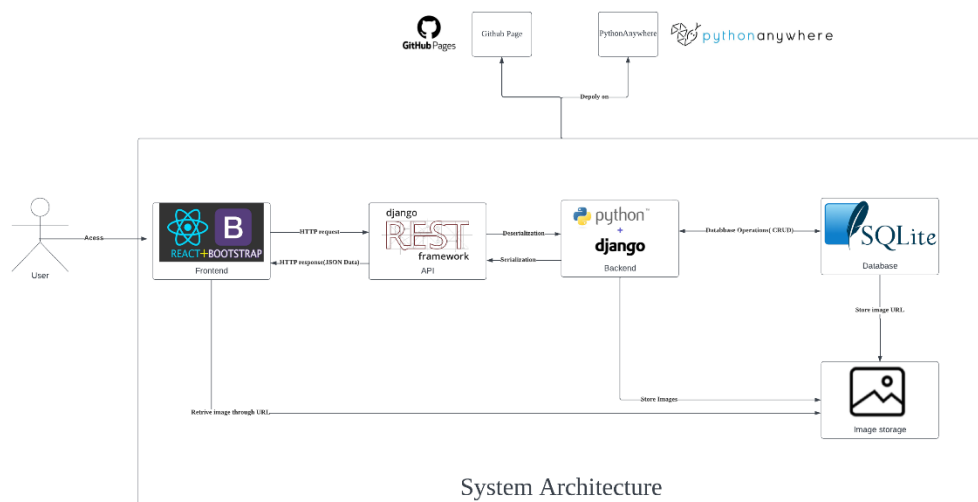 GitHub Pages
Github Page
PythonAnywhere
pythonanywhere
Depoly on
User
Acess
REACT+BOOTSTRAP
B
Frontend
HTTP request
HTTP response(JSON Data)
django
REST
framework
API
Deserialization
Serialization
python™
+
django
Backend
Databbase Operations( CRUD)
SQLite
Database
Store image URL
Image storage
Store Images
Retrive image through URL
System Architecture